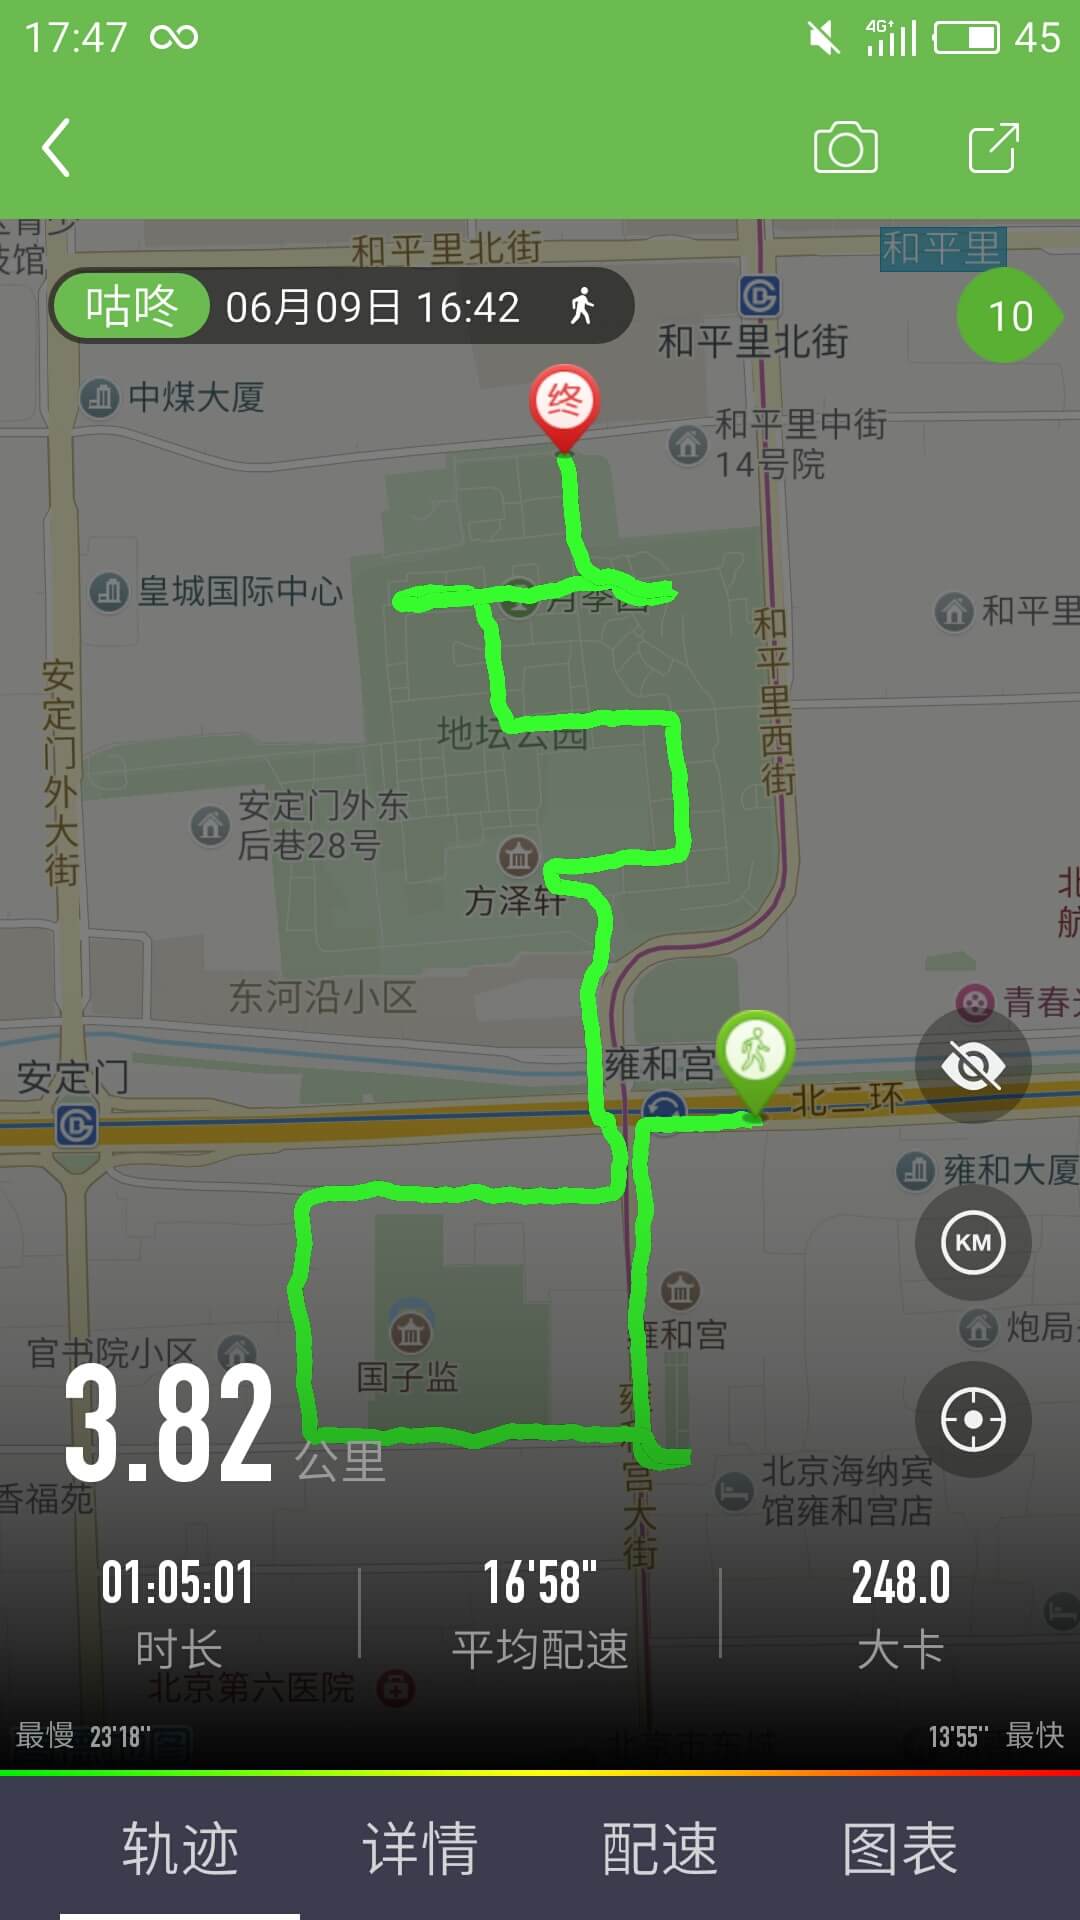 17:47
45
和平里北街
和平里
咕咚 06月09日 16:42
10
和平里北街
中煤大厦
终
和平里中街
14号院
皇城国际中心
月季园
和平里
安定门外大街
和平里西街
地坛公园
安定门外东
后巷28号
方泽轩
东河沿小区
青春
安定门
雍和宫
北二环
雍和大厦
KM
炮局
雍和宫
官书院小区
国子监
3.82 公里
雍和宫大街
北京海纳宾
馆雍和宫店
香福苑
01:05:01 16'58" 248.0
时长 平均配速 大卡
北京第六医院
最慢 23'18" 13'55" 最快
轨迹 详情 配速 图表